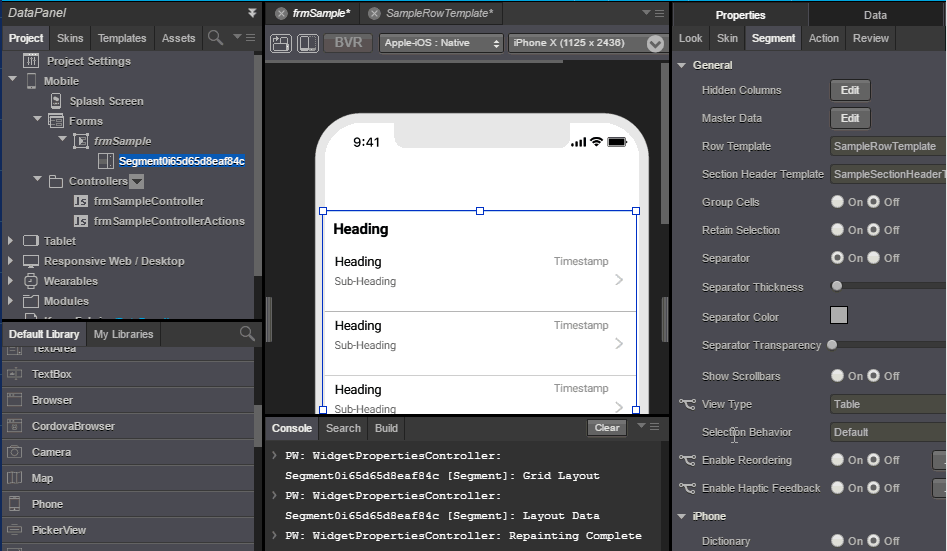 DataPanel
Project Skins Templates Assets
Project Settings
Mobile
Splash Screen
Forms
frmSample
Segment0i65d65d8eaf84c
Controllers
Js frmSampleController
Js frmSampleControllerActions
Tablet
Responsive Web / Desktop
Wearables
Modules
Default Library My Libraries
TextArea
TextBox
Browser
CordovaBrowser
Camera
Map
Phone
PickerView
frmSample* SampleRowTemplate*
BVR Apple-iOS : Native iPhone X (1125 x 2436)
9:41
Heading
Heading Timestamp
Sub-Heading
Heading Timestamp
Sub-Heading
Heading Timestamp
Sub-Heading
Console Search Build Clear
PW: WidgetPropertiesController:
Segment0i65d65d8eaf84c [Segment]: Grid Layout
PW: WidgetPropertiesController:
Segment0i65d65d8eaf84c [Segment]: Layout Data
PW: WidgetPropertiesController: Repainting Complete
Properties Data
Look Skin Segment Action Review
General
Hidden Columns Edit
Master Data Edit
Row Template SampleRowTemplate
Section Header Template SampleSectionHeaderT
Group Cells On Off
Retain Selection On Off
Separator On Off
Separator Thickness
Separator Color
Separator Transparency
Show Scrollbars On Off
View Type Table
Selection Behavior Default
Enable Reordering On Off
Enable Haptic Feedback On Off
iPhone
Dictionary On Off